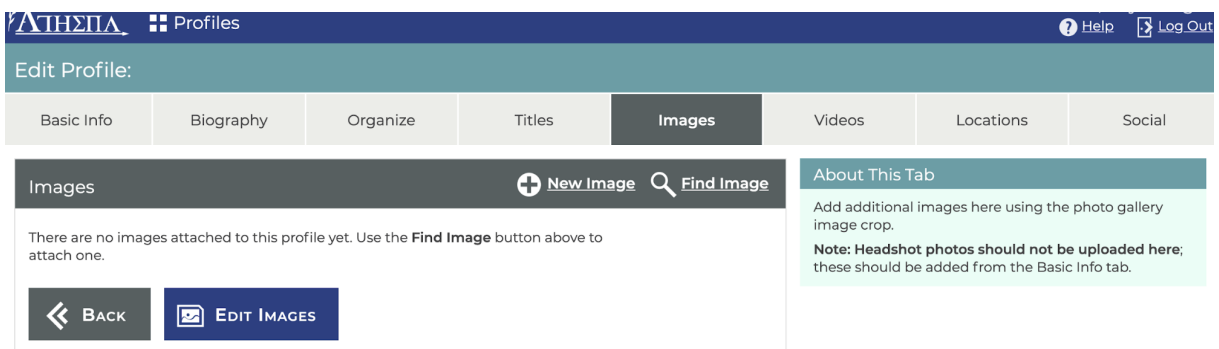 ΛTHΣΠΛ
Profiles
Help
Log Out
Edit Profile:
Basic Info
Biography
Organize
Titles
Images
Videos
Locations
Social
Images
New Image
Find Image
There are no images attached to this profile yet. Use the Find Image button above to
attach one.
BACK
EDIT IMAGES
About This Tab
Add additional images here using the photo gallery
image crop.
Note: Headshot photos should not be uploaded here;
these should be added from the Basic Info tab.